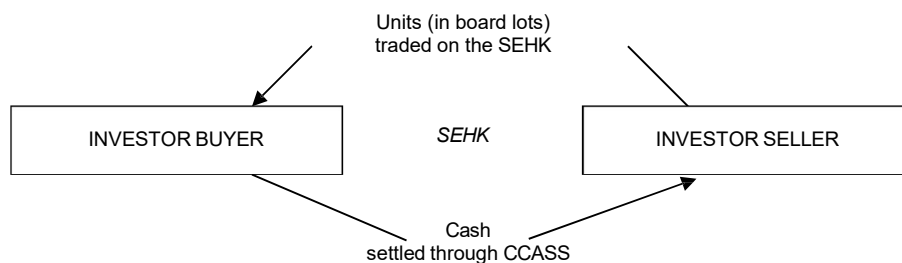 Units (in board lots)
traded on the SEHK
INVESTOR BUYER
SEHK
INVESTOR SELLER
Cash
settled through CCASS